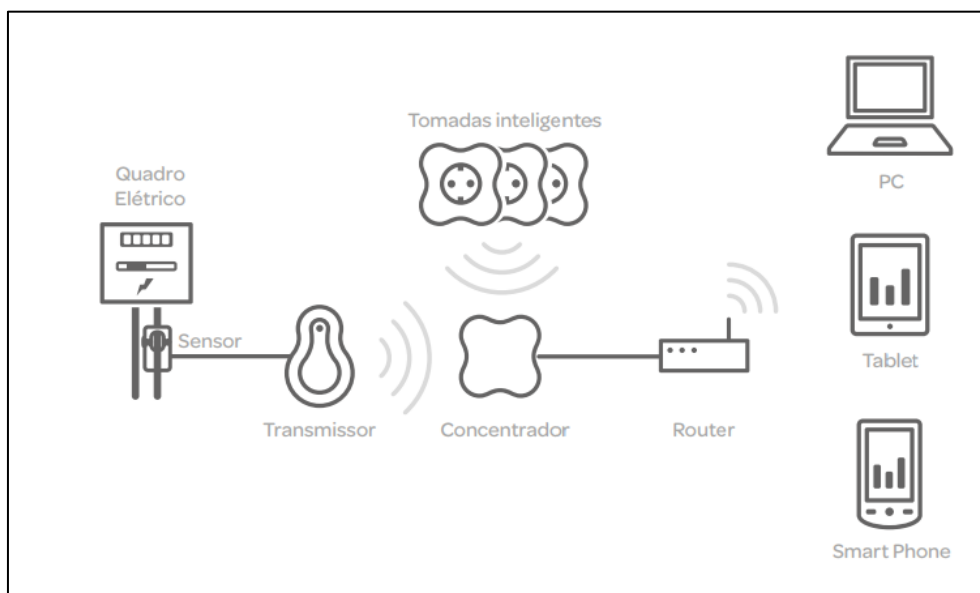 Tomadas inteligentes
Quadro
Elétrico
PC
Sensor
Tablet
Transmissor
Concentrador
Router
Smart Phone